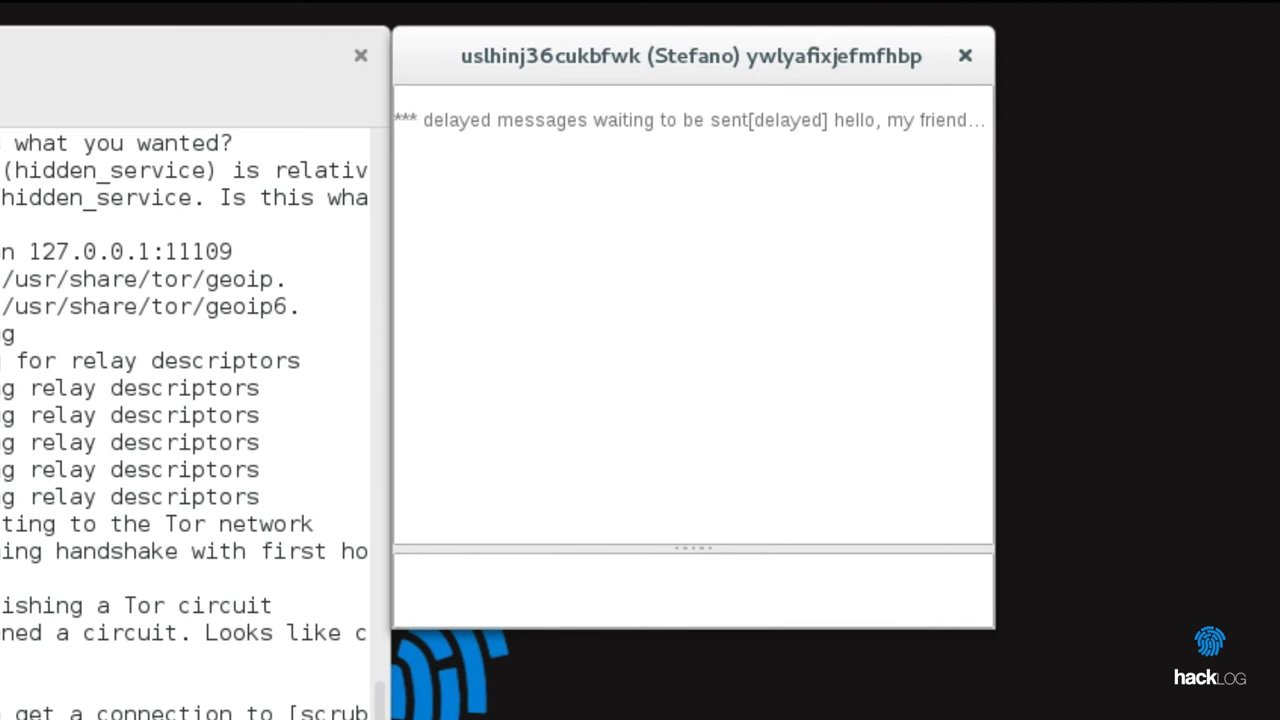 what you wanted?
(hidden_service) is relativ
hidden_service. Is this wha
n 127.0.0.1:11109
/usr/share/tor/geoip.
/usr/share/tor/geoip6.
g
for relay descriptors
g relay descriptors
g relay descriptors
g relay descriptors
g relay descriptors
g relay descriptors
ting to the Tor network
ing handshake with first ho
ishing a Tor circuit
ned a circuit. Looks like c
get a connection to [scrub
uslhinj36cukbfwk (Stefano) ywlyafixjefmfhbp
*** delayed messages waiting to be sent[delayed] hello, my friend...
hackLOG